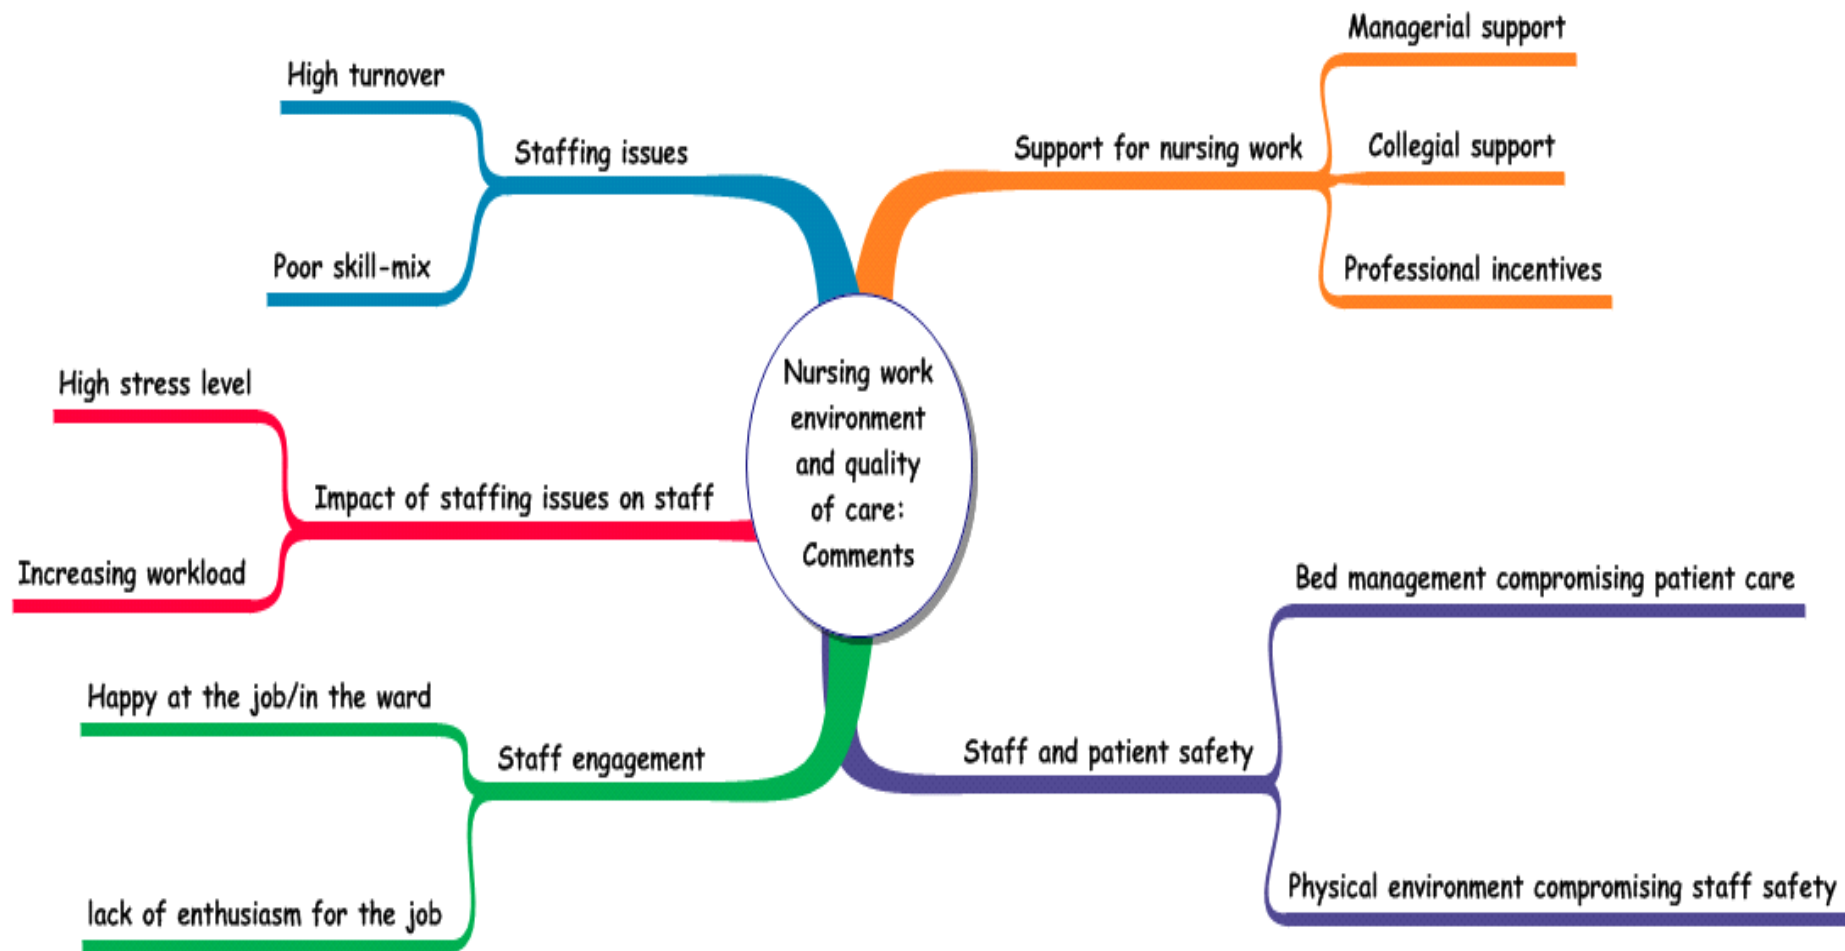 Managerial support
High turnover
Staffing issues
Support for nursing work
Collegial support
Poor skill-mix
Professional incentives
Nursing work
environment
and quality
of care:
Comments
High stress level
Impact of staffing issues on staff
Increasing workload
Bed management compromising patient care
Happy at the job/in the ward
Staff engagement
Staff and patient safety
lack of enthusiasm for the job
Physical environment compromising staff safety